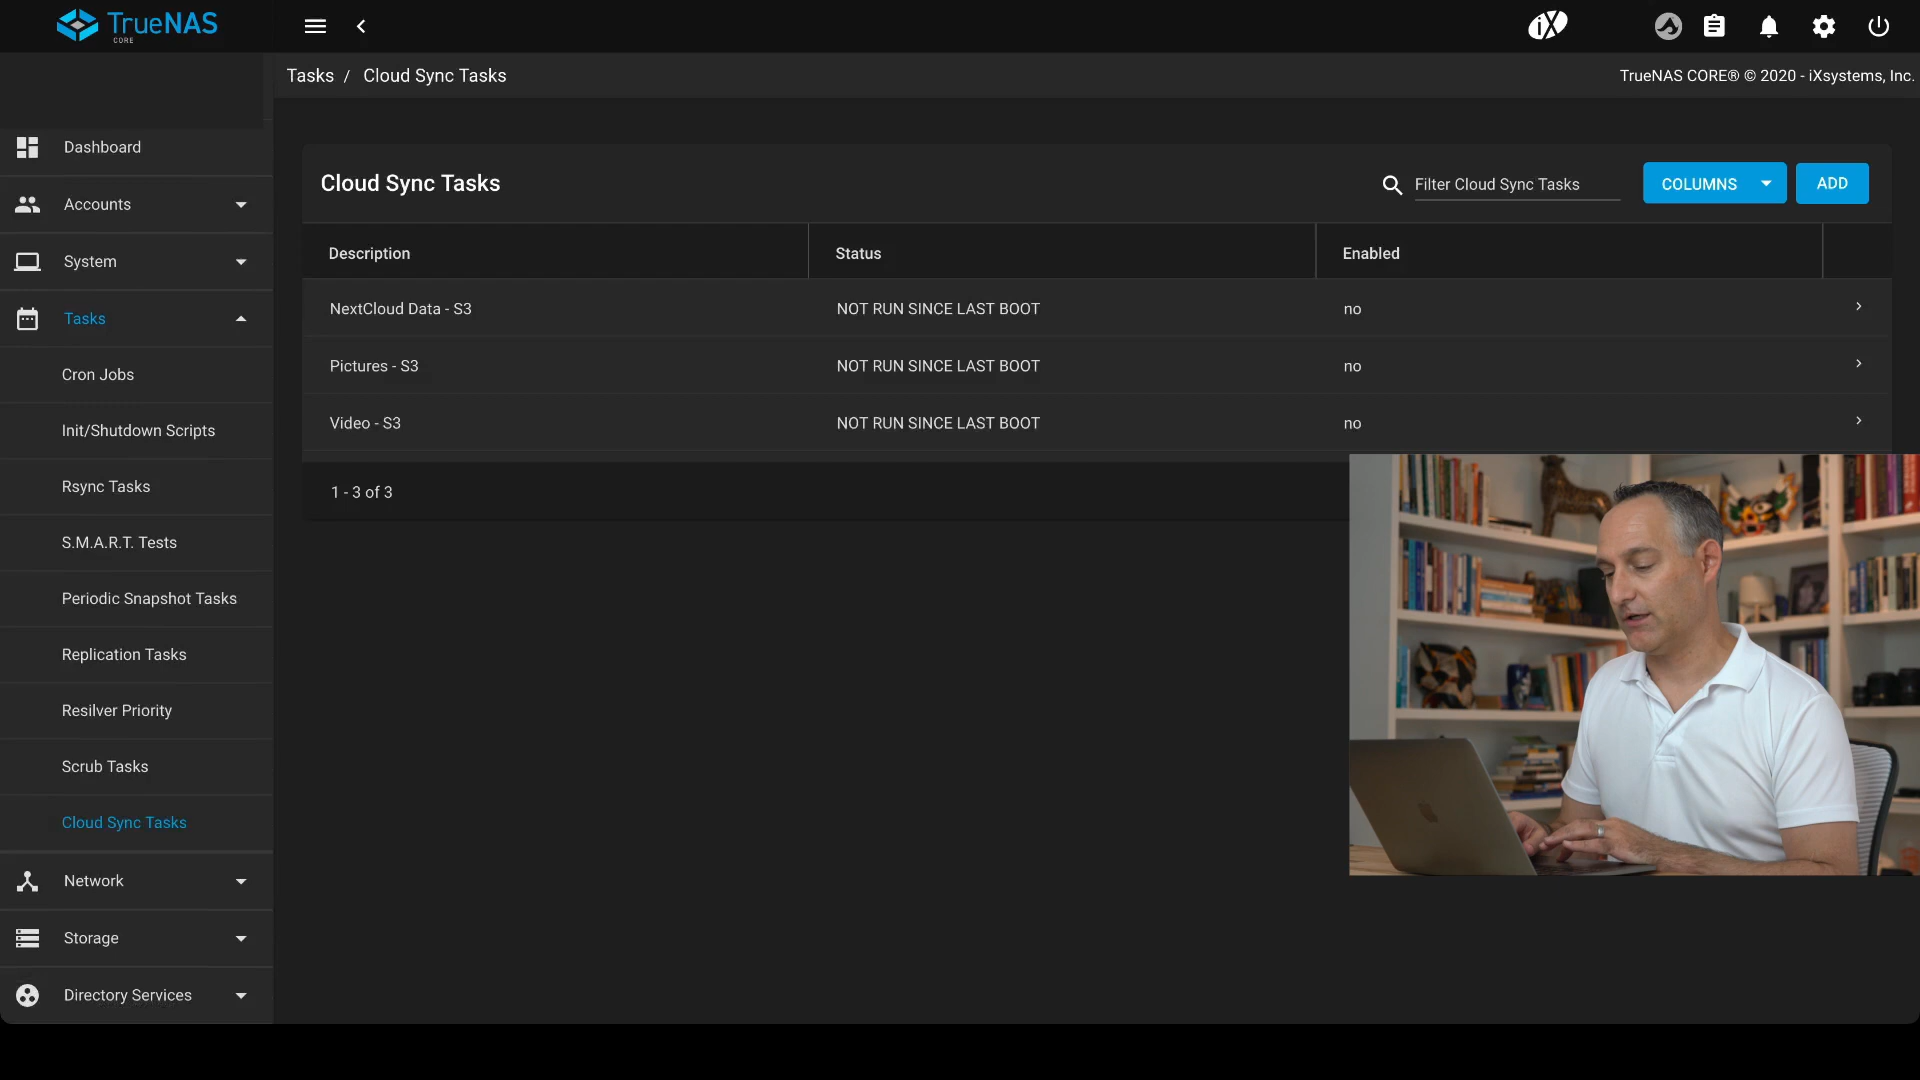 TrueNAS
CORE
iX
Tasks / Cloud Sync Tasks
TrueNAS CORE® © 2020 - iXsystems, Inc.
Dashboard
Accounts
System
Tasks
Cron Jobs
Init/Shutdown Scripts
Rsync Tasks
S.M.A.R.T. Tests
Periodic Snapshot Tasks
Replication Tasks
Resilver Priority
Scrub Tasks
Cloud Sync Tasks
Network
Storage
Directory Services
Cloud Sync Tasks
Filter Cloud Sync Tasks
COLUMNS
ADD
Description Status Enabled
NextCloud Data - S3 NOT RUN SINCE LAST BOOT no
Pictures - S3 NOT RUN SINCE LAST BOOT no
Video - S3 NOT RUN SINCE LAST BOOT no
1 - 3 of 3